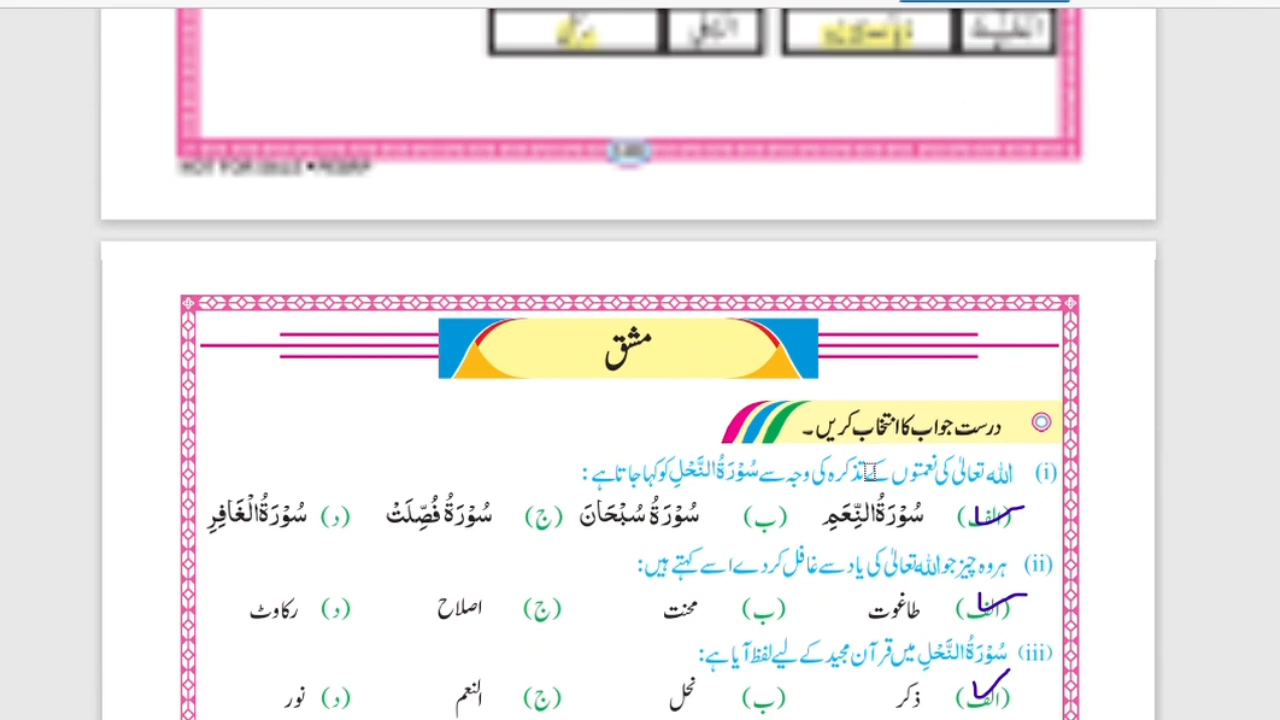 مشق
درست جواب کا انتخاب کریں۔
(i) اللہ تعالیٰ کی نعمتوں کے تذکرہ کی وجہ سے سُوْرَۃُ النَّحْلِ کو کہا جاتا ہے:
(الف) سُوْرَۃُ النِّعَمِ (ب) سُوْرَۃُ سُبْحَانَ (ج) سُوْرَۃُ فُصِّلَتْ (د) سُوْرَۃُ الْغَافِرِ
(ii) ہر وہ چیز جو اللہ تعالیٰ کی یاد سے غافل کر دے اسے کہتے ہیں:
(الف) طاغوت (ب) محنت (ج) اصلاح (د) رکاوٹ
(iii) سُوْرَۃُ النَّحْلِ میں قرآن مجید کے لیے لفظ آیا ہے:
(الف) ذکر (ب) نحل (ج) النعم (د) نور